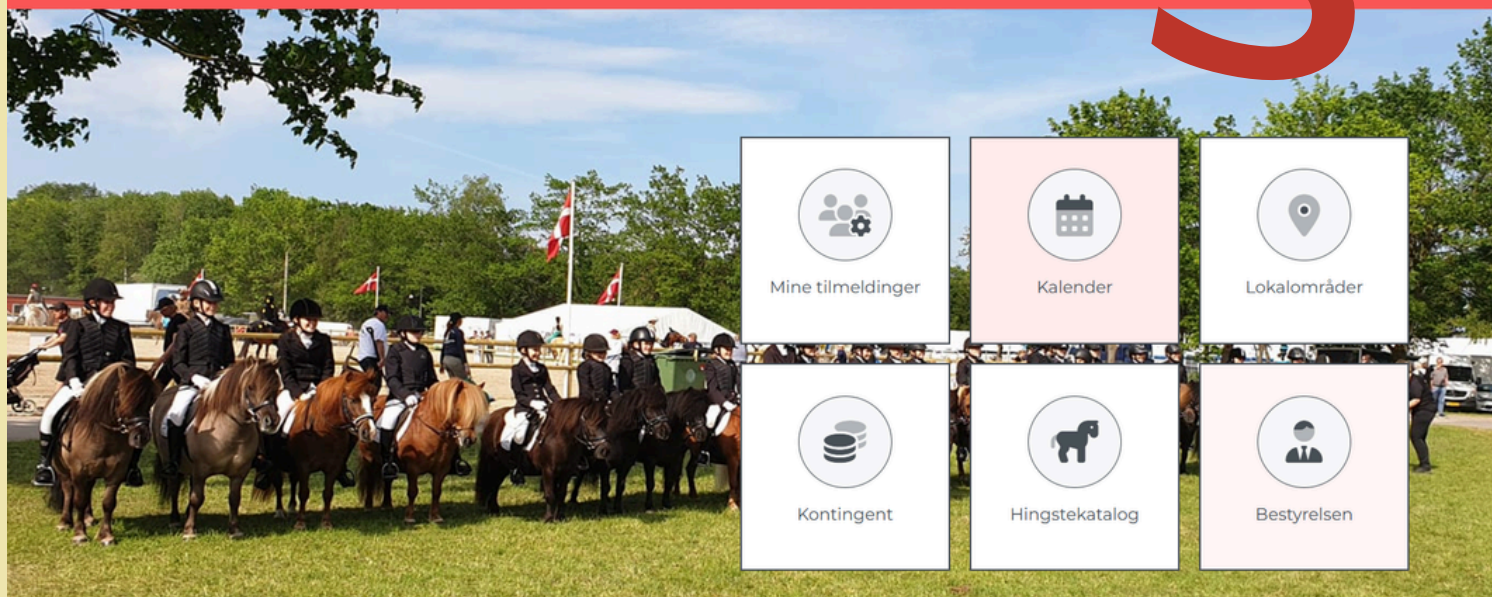 Mine tilmeldinger
Kalender
Lokalområder
Kontingent
Hingstekatalog
Bestyrelsen